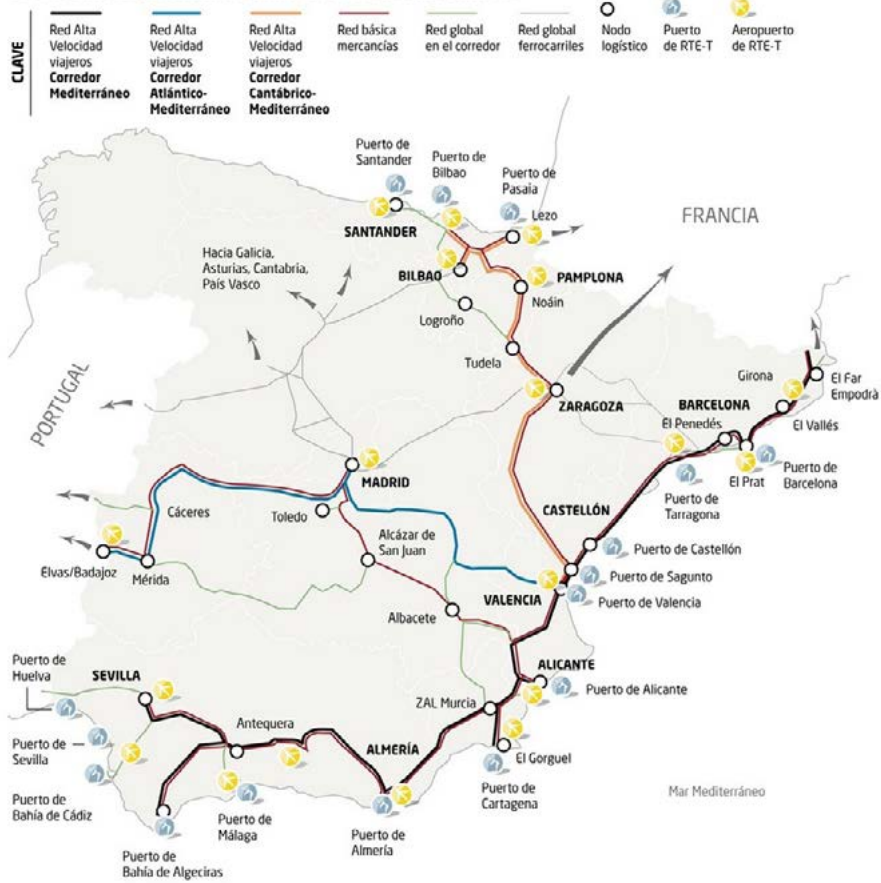 CLAVE
Red Alta
Velocidad
viajeros
Corredor
Mediterráneo
Red Alta
Velocidad
viajeros
Corredor
Atlántico-
Mediterráneo
Red Alta
Velocidad
viajeros
Corredor
Cantábrico-
Mediterráneo
Red básica
mercancías
Red global
en el corredor
Red global
ferrocarriles
Nodo
logístico
Puerto
de RTE-T
Aeropuerto
de RTE-T
Puerto de
Santander
Puerto de
Bilbao
Puerto de
Pasaia
Lezo
SANTANDER
FRANCIA
Hacia Galicia,
Asturias, Cantabria,
País Vasco
BILBAO
PAMPLONA
Noáin
Logroño
Tudela
PORTUGAL
ZARAGOZA
Girona
El Far
Empodrà
BARCELONA
El Vallés
El Penedés
El Prat
Puerto de
Barcelona
Puerto de
Tarragona
MADRID
CASTELLÓN
Cáceres
Toledo
Alcázar de
San Juan
Puerto de Castellón
Élvas/Badajoz
Mérida
Puerto de Sagunto
VALENCIA
Puerto de Valencia
Albacete
Puerto de
Huelva
SEVILLA
ALICANTE
Puerto de Alicante
ZAL Murcia
Antequera
ALMERÍA
Puerto de
Sevilla
El Gorguel
Puerto de
Cartagena
Mar Mediterráneo
Puerto de
Bahía de Cádiz
Puerto de
Málaga
Puerto de
Almería
Puerto de
Bahía de Algeciras